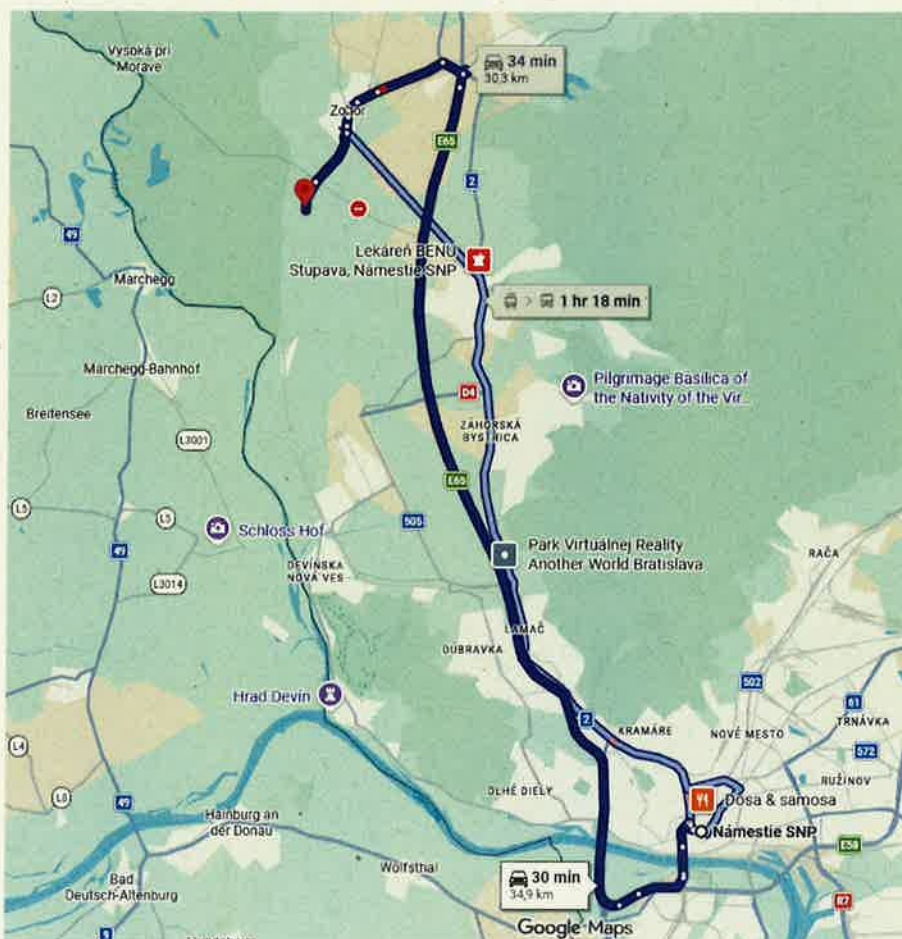 Vysoká pri
Morave
34 min
30,3 km
Zohor
E65
2
49
Lekáreň BENU
Stupava, Námestie SNP
Marchegg
L2
1 hr 18 min
Marchegg-Bahnhof
Pilgrimage Basilica of
the Nativity of the Vir...
D4
Breitensee
ZÁHORSKÁ
BYSTRICA
L3001
E65
L5
L5
505
Schloss Hof
49
Park Virtuálnej Reality
Another World Bratislava
RAČA
DEVÍNSKA
NOVÁ VES
L3014
LAMAČ
DÚBRAVKA
502
Hrad Devín
61
2
KRAMÁRE
NOVÉ MESTO
TRNÁVKA
L4
572
RUŽINOV
DLHÉ DIELY
L8
49
Dosa & samosa
Hainburg an
der Donau
Námestie SNP
E58
Wolfsthal
30 min
34,9 km
Bad
Deutsch-Altenburg
R7
9
Google Maps